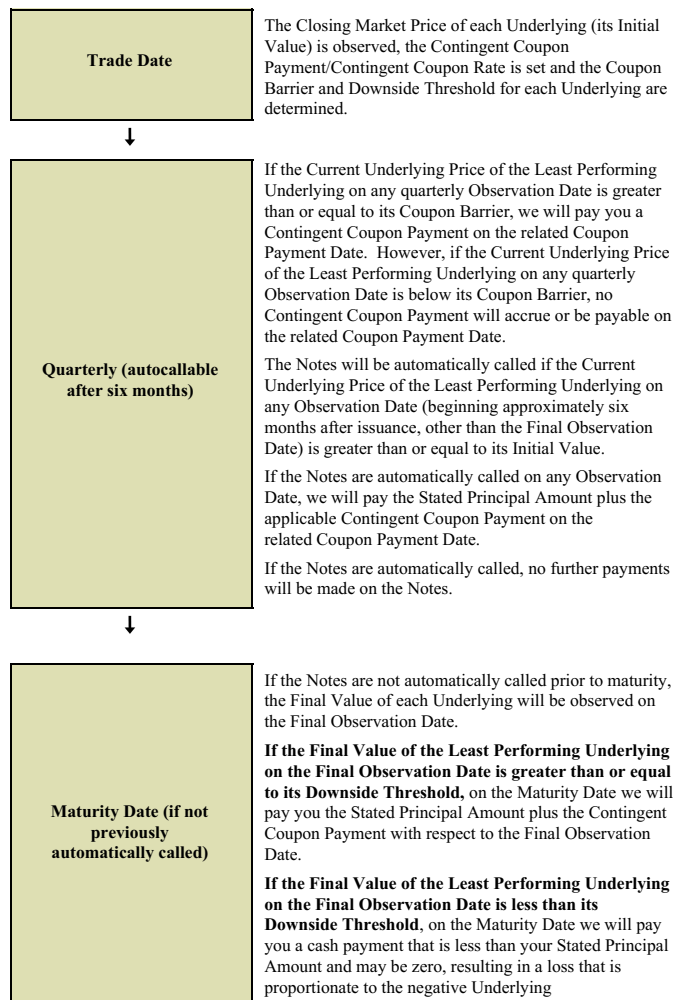 Trade Date
The Closing Market Price of each Underlying (its Initial
Value) is observed, the Contingent Coupon
Payment/Contingent Coupon Rate is set and the Coupon
Barrier and Downside Threshold for each Underlying are
determined.
Quarterly (autocallable
after six months)
If the Current Underlying Price of the Least Performing
Underlying on any quarterly Observation Date is greater
than or equal to its Coupon Barrier, we will pay you a
Contingent Coupon Payment on the related Coupon
Payment Date. However, if the Current Underlying Price
of the Least Performing Underlying on any quarterly
Observation Date is below its Coupon Barrier, no
Contingent Coupon Payment will accrue or be payable on
the related Coupon Payment Date.
The Notes will be automatically called if the Current
Underlying Price of the Least Performing Underlying on
any Observation Date (beginning approximately six
months after issuance, other than the Final Observation
Date) is greater than or equal to its Initial Value.
If the Notes are automatically called on any Observation
Date, we will pay the Stated Principal Amount plus the
applicable Contingent Coupon Payment on the
related Coupon Payment Date.
If the Notes are automatically called, no further payments
will be made on the Notes.
Maturity Date (if not
previously
automatically called)
If the Notes are not automatically called prior to maturity,
the Final Value of each Underlying will be observed on
the Final Observation Date.
If the Final Value of the Least Performing Underlying
on the Final Observation Date is greater than or equal
to its Downside Threshold, on the Maturity Date we will
pay you the Stated Principal Amount plus the Contingent
Coupon Payment with respect to the Final Observation
Date.
If the Final Value of the Least Performing Underlying
on the Final Observation Date is less than its
Downside Threshold, on the Maturity Date we will pay
you a cash payment that is less than your Stated Principal
Amount and may be zero, resulting in a loss that is
proportionate to the negative Underlying